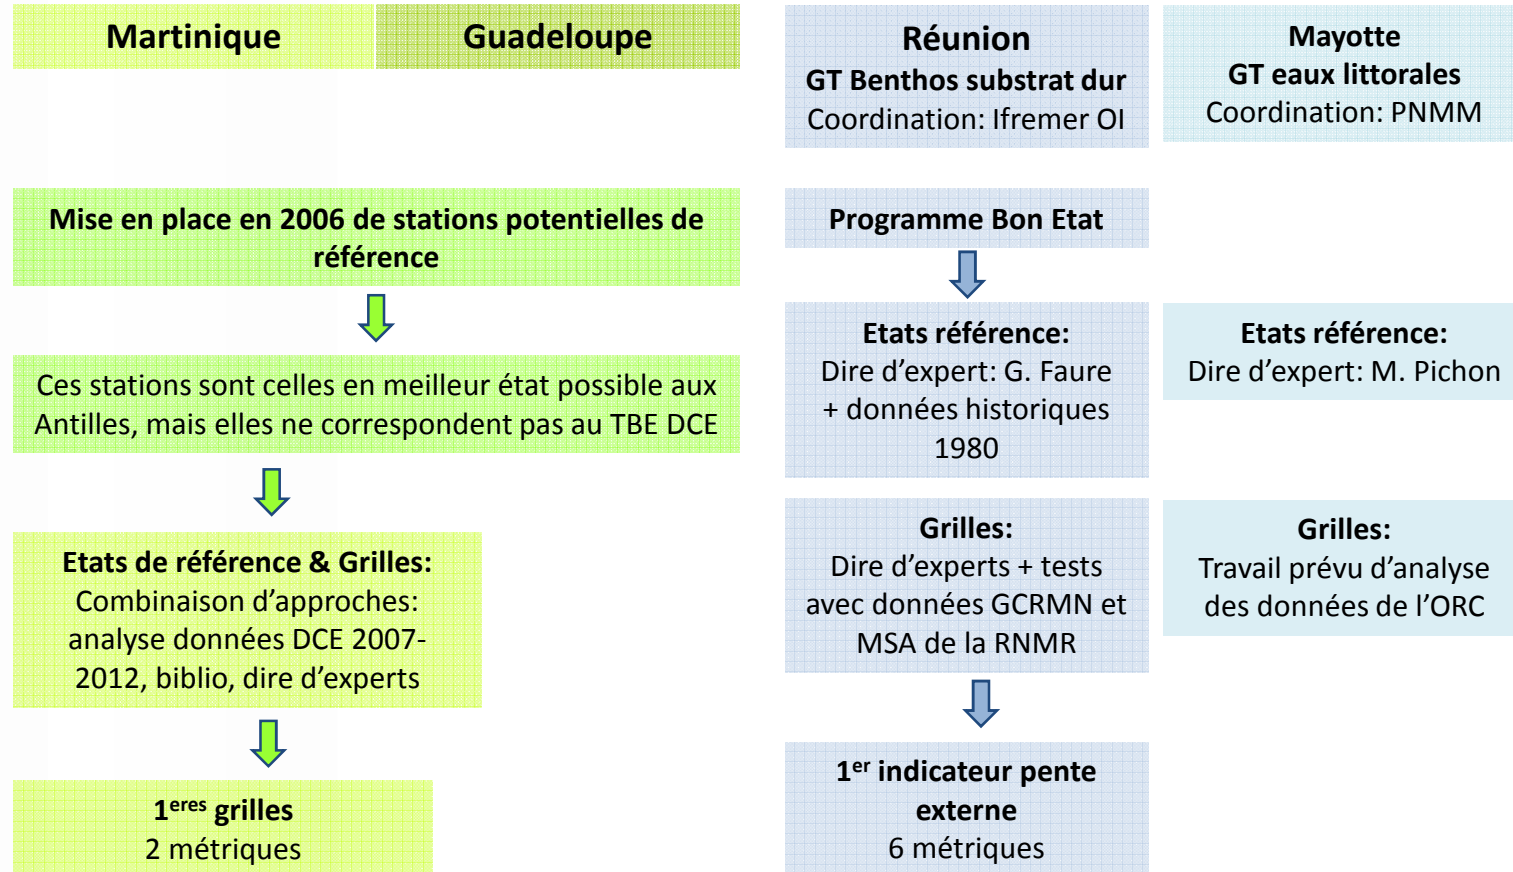 Martinique
Guadeloupe
Mise en place en 2006 de stations potentielles de
référence
Ces stations sont celles en meilleur état possible aux
Antilles, mais elles ne correspondent pas au TBE DCE
Etats de référence & Grilles:
Combinaison d’approches:
analyse données DCE 2007-
2012, biblio, dire d’experts
1eres grilles
2 métriques
Réunion
GT Benthos substrat dur
Coordination: Ifremer OI
Programme Bon Etat
Etats référence:
Dire d’expert: G. Faure
+ données historiques
1980
Grilles:
Dire d’experts + tests
avec données GCRMN et
MSA de la RNMR
1er indicateur pente
externe
6 métriques
Mayotte
GT eaux littorales
Coordination: PNMM
Etats référence:
Dire d’expert: M. Pichon
Grilles:
Travail prévu d’analyse
des données de l’ORC